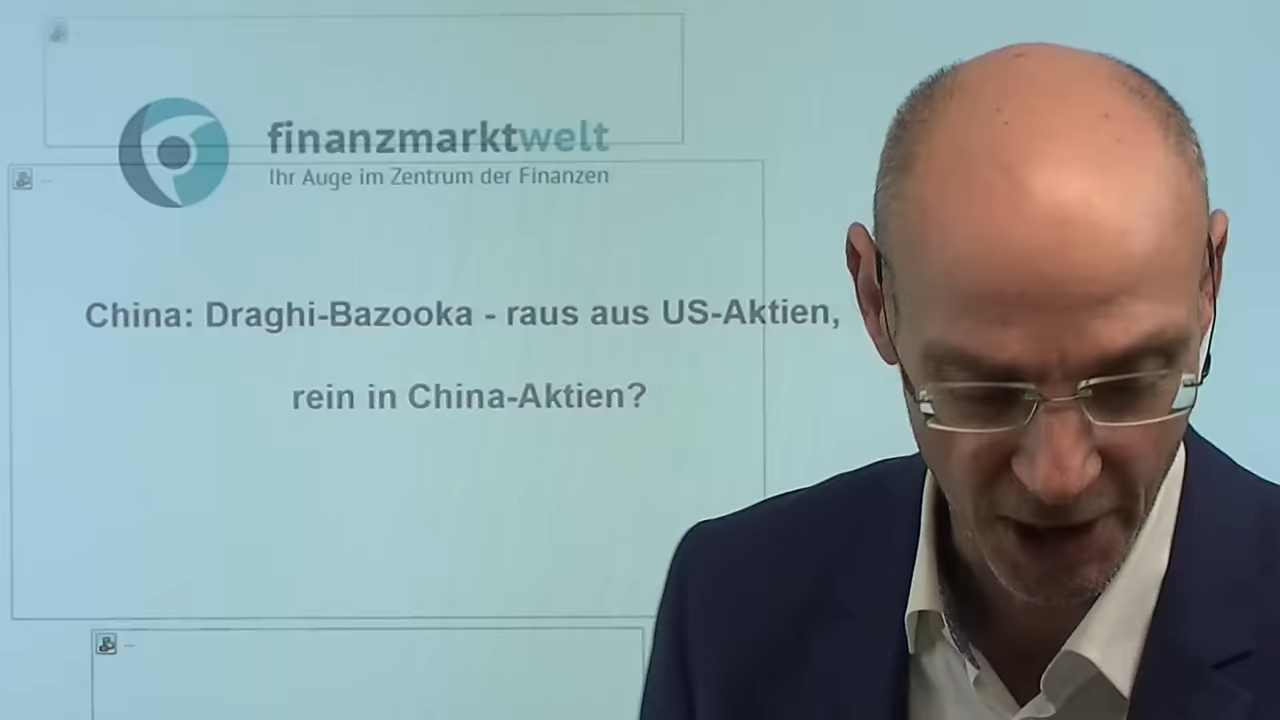 finanzmarktwelt
Ihr Auge im Zentrum der Finanzen
China: Draghi-Bazooka - raus aus US-Aktien,
rein in China-Aktien?